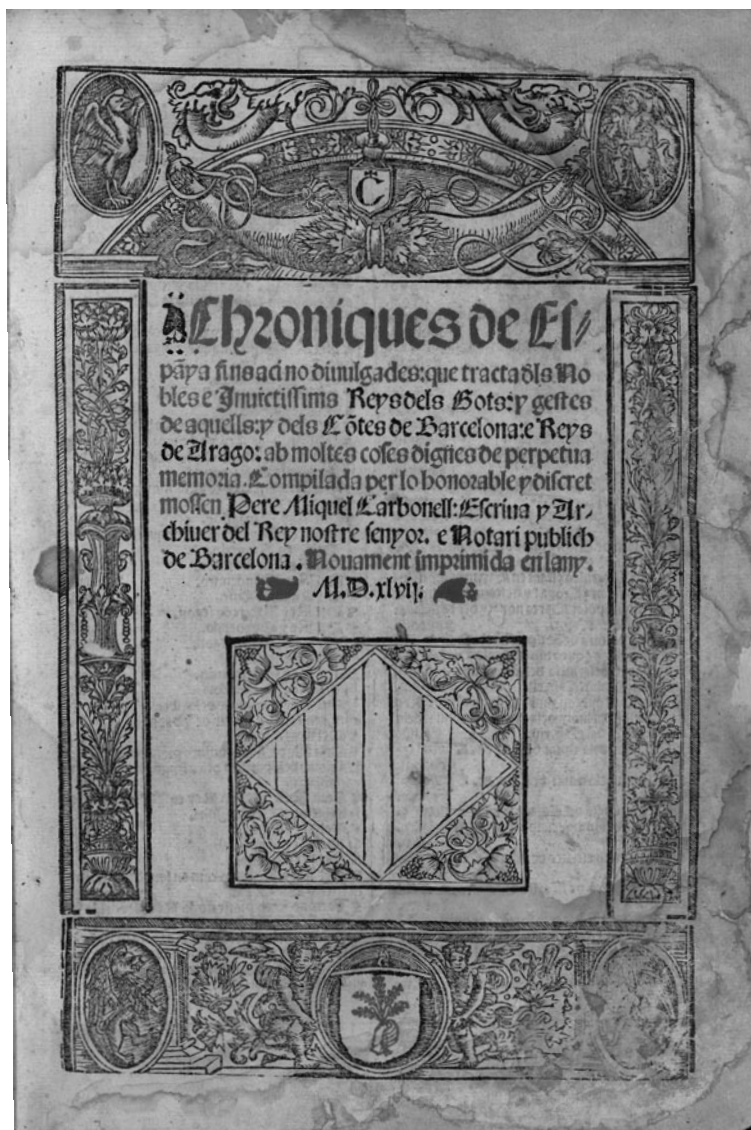 C
Chroniques de Es⸗
pãya fins aci no diuulgades: que tracta d̄ls No
bles e Inuictissims Reys dels Gots: y gestes
de aquells: y dels Cõtes de Barcelona: e Reys
de Arago: ab moltes coses dignes de perpetua
memoria. Compilada per lo honorable y discret
mossen Pere Miquel Carbonell: Escriua y Ar-
chiuer del Rey nostre senyor. e Notari publich
de Barcelona. Nouament imprimida en lany.
M.D.xlvij.